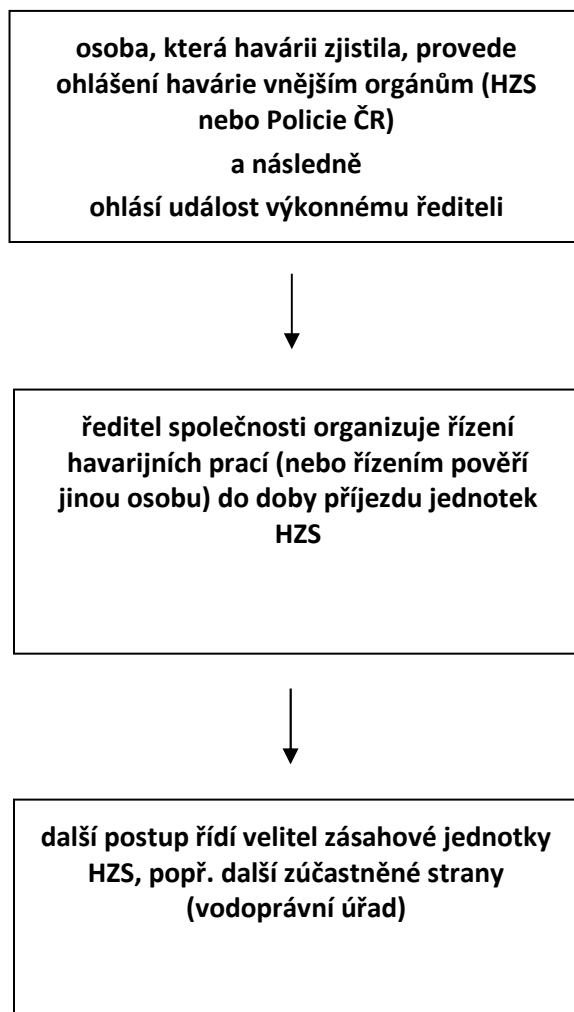 osoba, která havárii zjistila, provede
ohlášení havárie vnějším orgánům (HZS
nebo Policie ČR)
a následně
ohlásí událost výkonnému řediteli
ředitel společnosti organizuje řízení
havarijních prací (nebo řízením pověří
jinou osobu) do doby příjezdu jednotek
HZS
další postup řídí velitel zásahové jednotky
HZS, popř. další zúčastněné strany
(vodoprávní úřad)